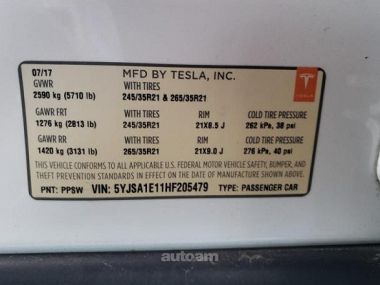 07/17 MFD BY TESLA, INC.
GVWR WITH TIRES
2590 kg (5710 lb) 245/35R21 & 265/35R21
TESLA
GAWR FRT WITH TIRES RIM COLD TIRE PRESSURE
1276 kg (2813 lb) 245/35R21 21X8.5 J 262 kPa, 38 psi
GAWR RR WITH TIRES RIM COLD TIRE PRESSURE
1420 kg (3131 lb) 265/35R21 21X9.0 J 276 kPa, 40 psi
THIS VEHICLE CONFORMS TO ALL APPLICABLE U.S. FEDERAL MOTOR VEHICLE SAFETY, BUMPER, AND
THEFT PREVENTION STANDARDS IN EFFECT ON THE DATE OF MANUFACTURE SHOWN ABOVE.
PNT: PPSW VIN: 5YJSA1E11HF205479 TYPE: PASSENGER CAR
autoam